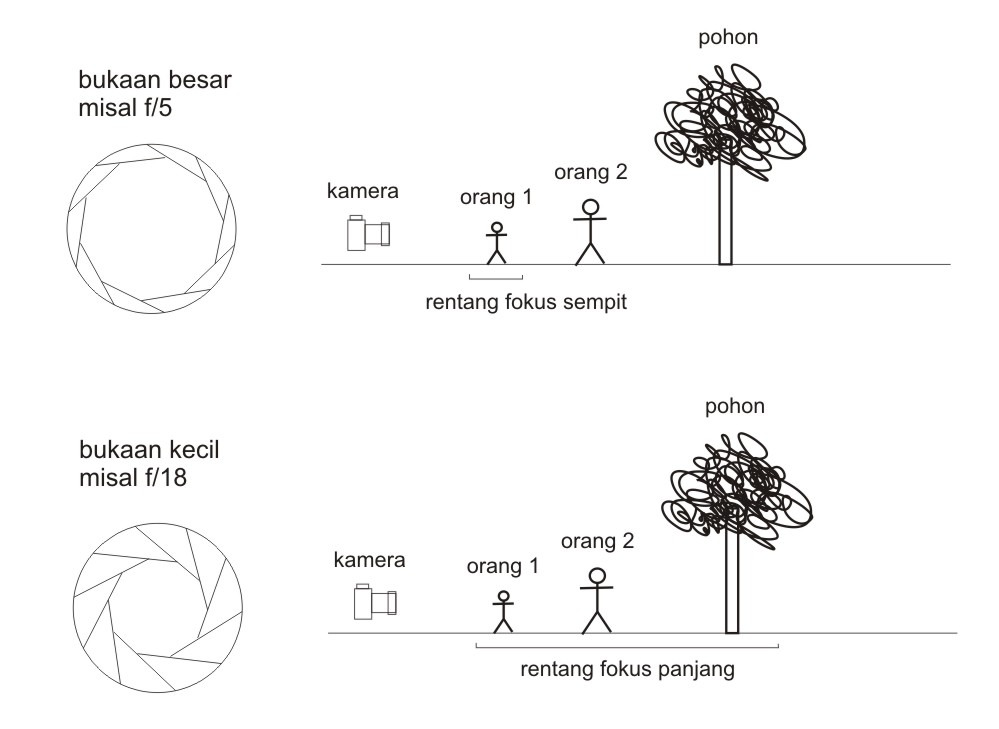 bukaan besar
misal f/5
pohon
kamera
orang 1
orang 2
rentang fokus sempit
bukaan kecil
misal f/18
pohon
kamera
orang 1
orang 2
rentang fokus panjang